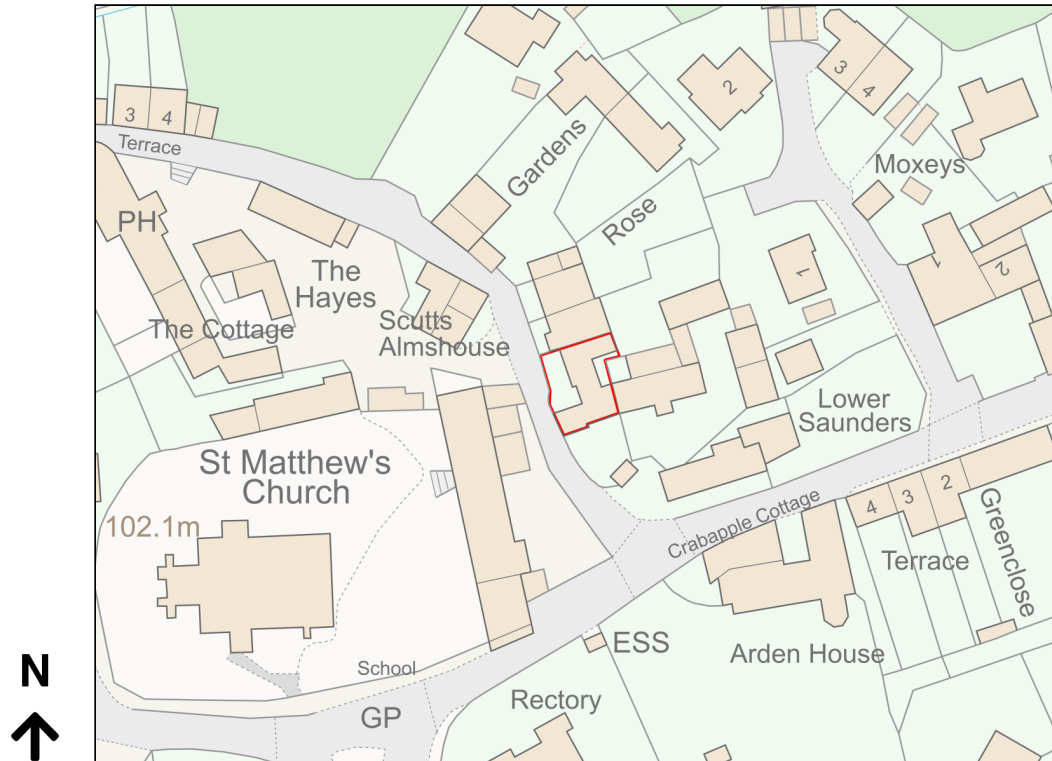 3
4
Terrace
PH
The
Hayes
The Cottage
Scutts
Almshouse
Gardens
Rose
2
3
4
Moxeys
1
1
2
Lower
Saunders
St Matthew's
Church
102.1m
Crabapple Cottage
4
3
2
Terrace
Greenclose
ESS
Arden House
School
GP
Rectory
N